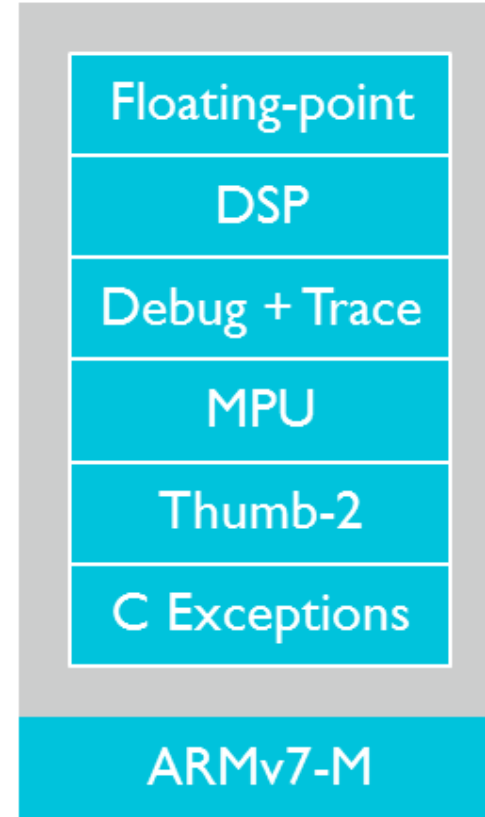 Floating-point
DSP
Debug + Trace
MPU
Thumb-2
C Exceptions
ARMv7-M